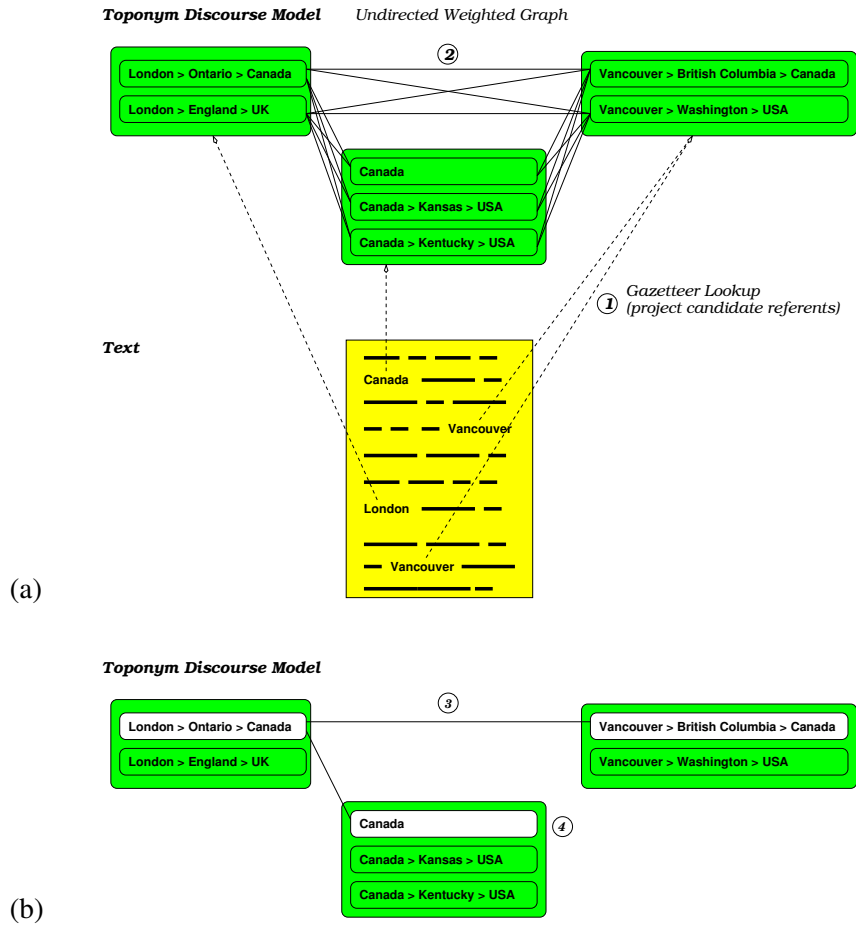 Toponym Discourse Model Undirected Weighted Graph
2
London > Ontario > Canada
London > England > UK
Vancouver > British Columbia > Canada
Vancouver > Washington > USA
Canada
Canada > Kansas > USA
Canada > Kentucky > USA
1 Gazetteer Lookup
(project candidate referents)
Text
Canada
Vancouver
London
Vancouver
(a)
Toponym Discourse Model
3
London > Ontario > Canada
London > England > UK
Vancouver > British Columbia > Canada
Vancouver > Washington > USA
Canada
4
Canada > Kansas > USA
Canada > Kentucky > USA
(b)